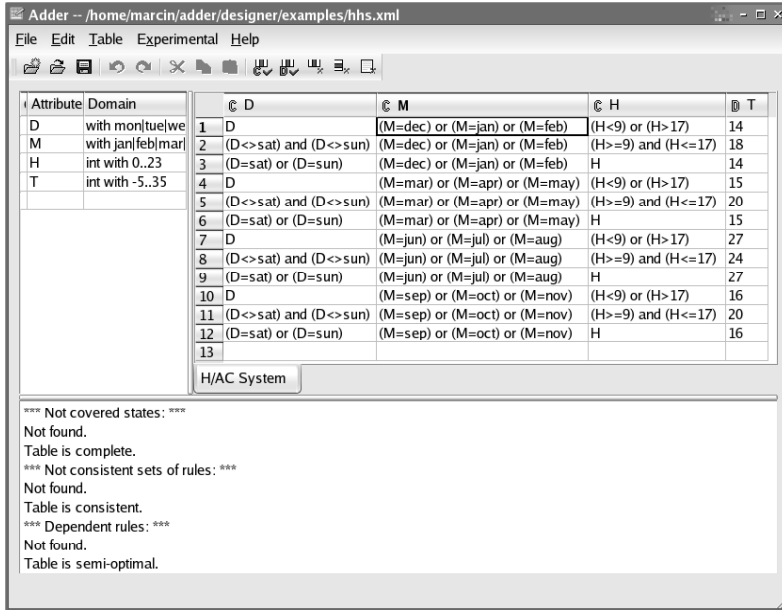 Adder -- /home/marcin/adder/designer/examples/hhs.xml
File Edit Table Experimental Help
Attribute Domain
D with mon|tue|we
M with jan|feb|mar|
H int with 0..23
T int with -5..35
ℂ D ℂ M ℂ H 𝔻 T
1 D (M=dec) or (M=jan) or (M=feb) (H<9) or (H>17) 14
2 (D<>sat) and (D<>sun) (M=dec) or (M=jan) or (M=feb) (H>=9) and (H<=17) 18
3 (D=sat) or (D=sun) (M=dec) or (M=jan) or (M=feb) H 14
4 D (M=mar) or (M=apr) or (M=may) (H<9) or (H>17) 15
5 (D<>sat) and (D<>sun) (M=mar) or (M=apr) or (M=may) (H>=9) and (H<=17) 20
6 (D=sat) or (D=sun) (M=mar) or (M=apr) or (M=may) H 15
7 D (M=jun) or (M=jul) or (M=aug) (H<9) or (H>17) 27
8 (D<>sat) and (D<>sun) (M=jun) or (M=jul) or (M=aug) (H>=9) and (H<=17) 24
9 (D=sat) or (D=sun) (M=jun) or (M=jul) or (M=aug) H 27
10 D (M=sep) or (M=oct) or (M=nov) (H<9) or (H>17) 16
11 (D<>sat) and (D<>sun) (M=sep) or (M=oct) or (M=nov) (H>=9) and (H<=17) 20
12 (D=sat) or (D=sun) (M=sep) or (M=oct) or (M=nov) H 16
13
H/AC System
*** Not covered states: ***
Not found.
Table is complete.
*** Not consistent sets of rules: ***
Not found.
Table is consistent.
*** Dependent rules: ***
Not found.
Table is semi-optimal.